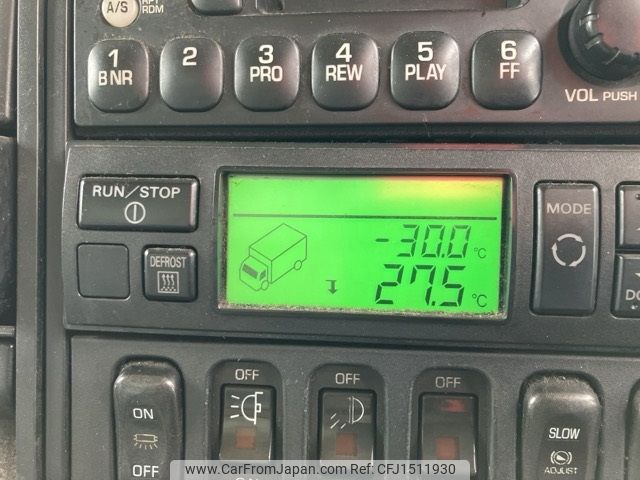 A/S RPT
RDM
1
BNR
2
3
PRO
4
REW
5
PLAY
6
FF
VOL PUSH
RUN/STOP
MODE
DEFROST
-30.0 °C
27.5 °C
OFF
OFF
OFF
ON
OFF
SLOW
ADJUST
www.CarFromJapan.com Ref: CFJ1511930